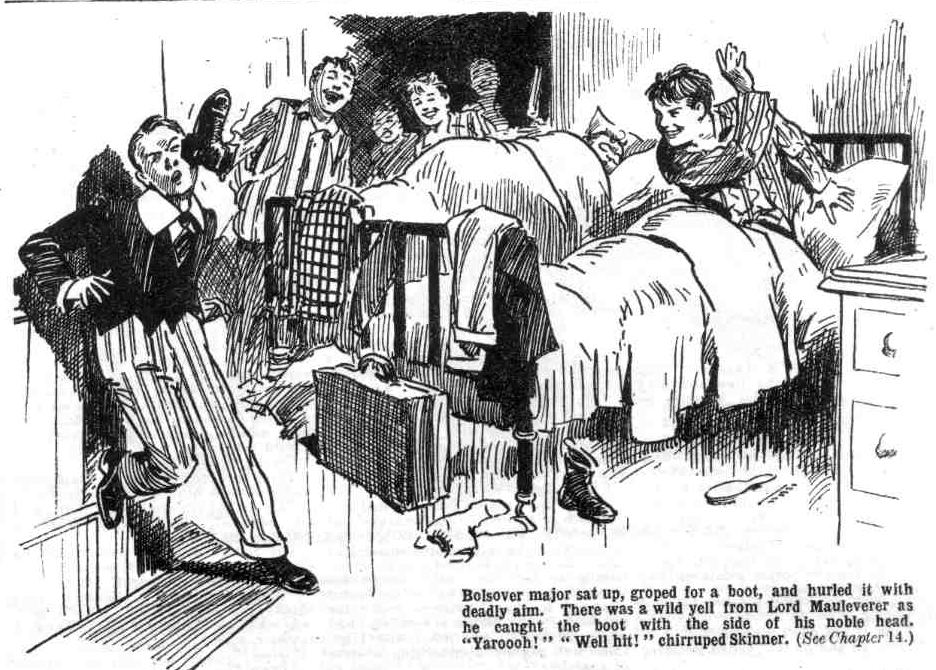 Bolsover major sat up, groped for a boot, and hurled it with
deadly aim. There was a wild yell from Lord Mauleverer as
he caught the boot with the side of his noble head.
"Yaroooh!" "Well hit!" chirruped Skinner. (See Chapter 14.)